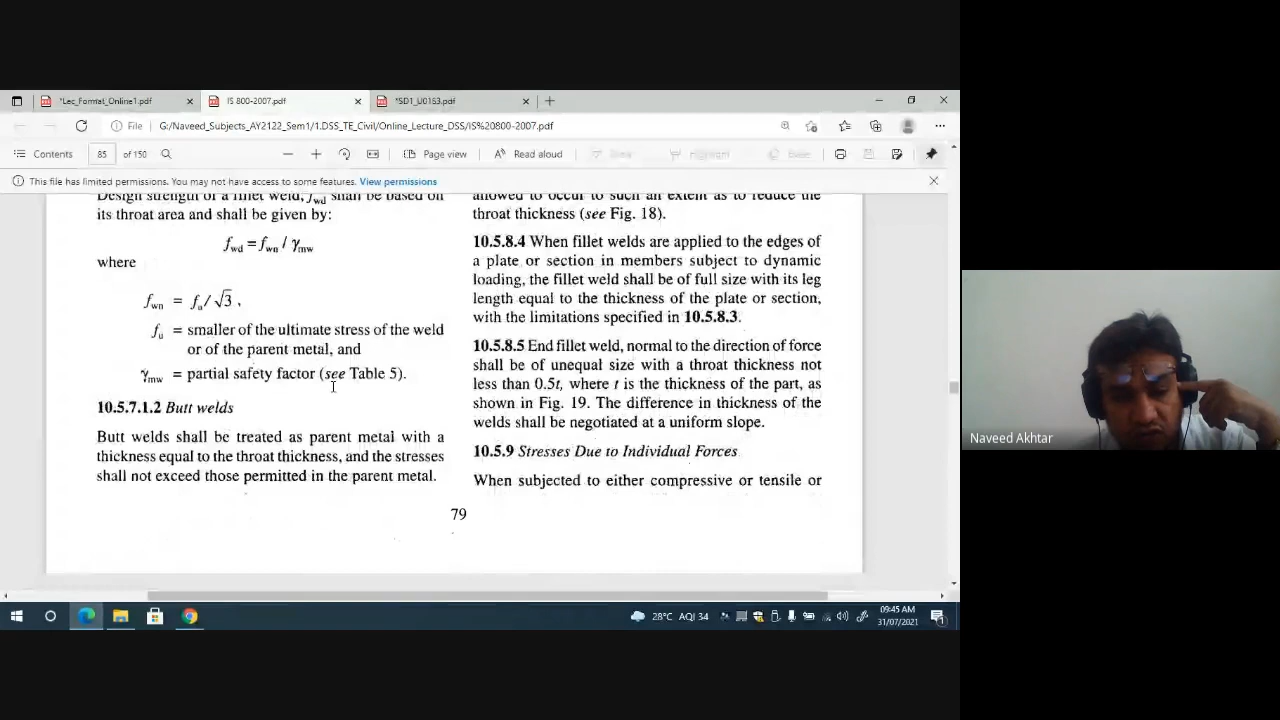 *Lec_Format_Online1.pdf
IS 800-2007.pdf
*SD1_U01S3.pdf
File
G:/Naveed_Subjects_AY2122_Sem1/1.DSS_TE_Civil/Online_Lecture_DSS/IS%20800-2007.pdf
Contents
85 of 150
Page view
Read aloud
Draw
Highlight
Erase
This file has limited permissions. You may not have access to some features. View permissions
Design strength of a fillet weld, fwd shall be based on
its throat area and shall be given by:
fwd = fwn / γmw
where
fwn = fu / √3 ,
fu = smaller of the ultimate stress of the weld
or of the parent metal, and
γmw = partial safety factor (see Table 5).
10.5.7.1.2 Butt welds
Butt welds shall be treated as parent metal with a
thickness equal to the throat thickness, and the stresses
shall not exceed those permitted in the parent metal.
allowed to occur to such an extent as to reduce the
throat thickness (see Fig. 18).
10.5.8.4 When fillet welds are applied to the edges of
a plate or section in members subject to dynamic
loading, the fillet weld shall be of full size with its leg
length equal to the thickness of the plate or section,
with the limitations specified in 10.5.8.3.
10.5.8.5 End fillet weld, normal to the direction of force
shall be of unequal size with a throat thickness not
less than 0.5t, where t is the thickness of the part, as
shown in Fig. 19. The difference in thickness of the
welds shall be negotiated at a uniform slope.
10.5.9 Stresses Due to Individual Forces
When subjected to either compressive or tensile or
79
Naveed Akhtar
28°C AQI 34
09:45 AM
31/07/2021